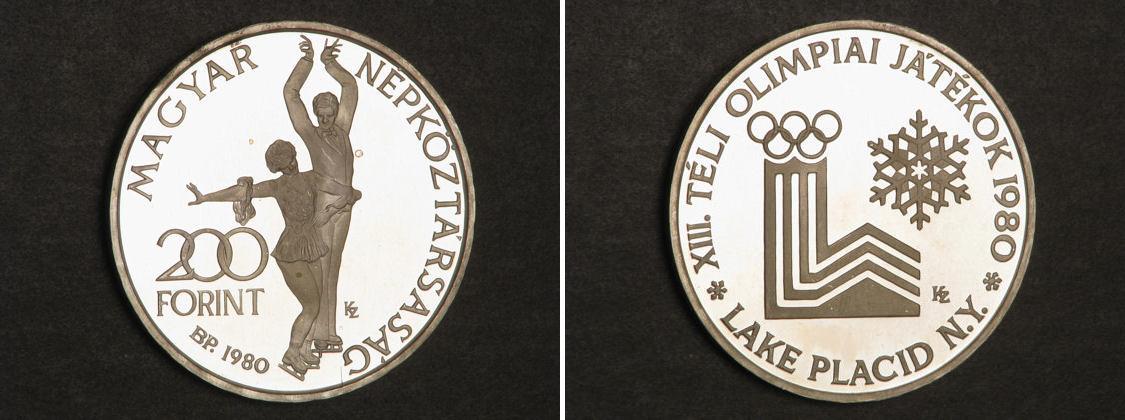 MAGYAR NÉPKÖZTÁRSASÁG
200
FORINT
BP. 1980
KZ
XIII. TÉLI OLIMPIAI JÁTÉKOK 1980
KZ
* LAKE PLACID N.Y. *